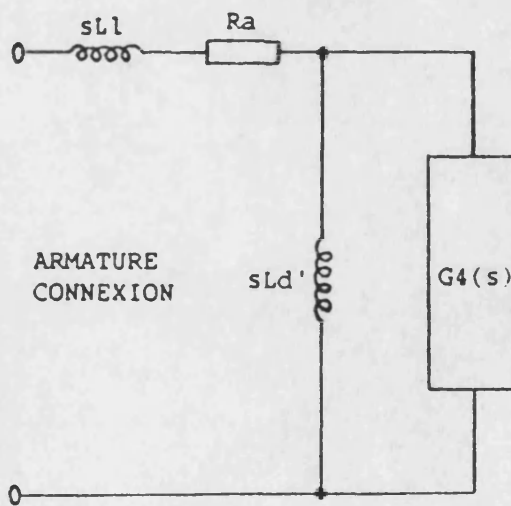 sLl
Ra
ARMATURE
CONNEXION
sLd'
G4(s)